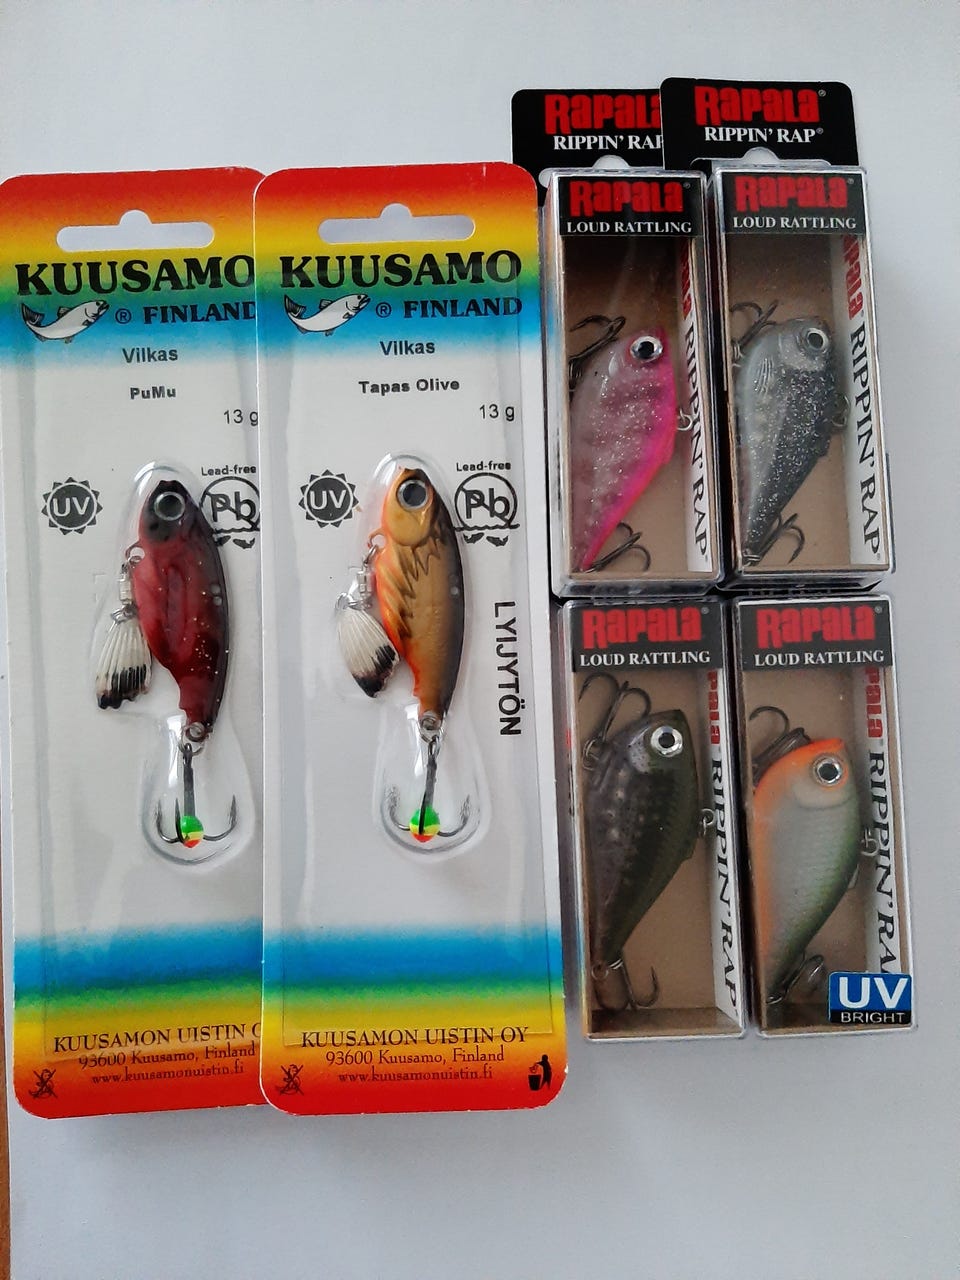 KUUSAMO
® FINLAND
Vilkas
PuMu
13 g
UV
Lead-free
Pb
KUUSAMON UISTIN
93600 Kuusamo, Finland
www.kuusamonuistin.fi
KUUSAMO
® FINLAND
Vilkas
Tapas Olive
13 g
UV
Lead-free
Pb
LYIJYTÖN
KUUSAMON UISTIN OY
93600 Kuusamo, Finland
www.kuusamonuistin.fi
Rapala
RIPPIN' RAP
Rapala®
RIPPIN' RAP®
Rapala®
LOUD RATTLING
RIPPIN' RAP
Rapala®
LOUD RATTLING
RIPPIN' RAP
Rapala®
LOUD RATTLING
RIPPIN' RAP
Rapala®
LOUD RATTLING
RIPPIN' RA
UV
BRIGHT